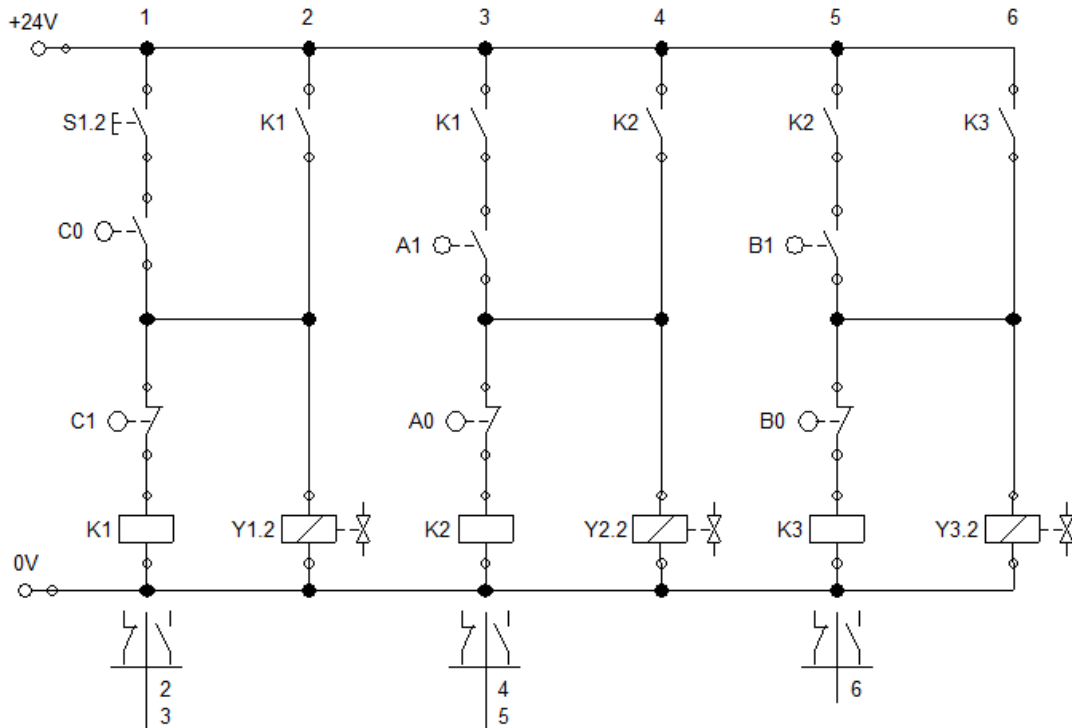 1 2 3 4 5 6
+24V
S1.2 K1 K1 K2 K2 K3
C0 A1 B1
C1 A0 B0
K1 Y1.2 K2 Y2.2 K3 Y3.2
0V
2 4 6
3 5